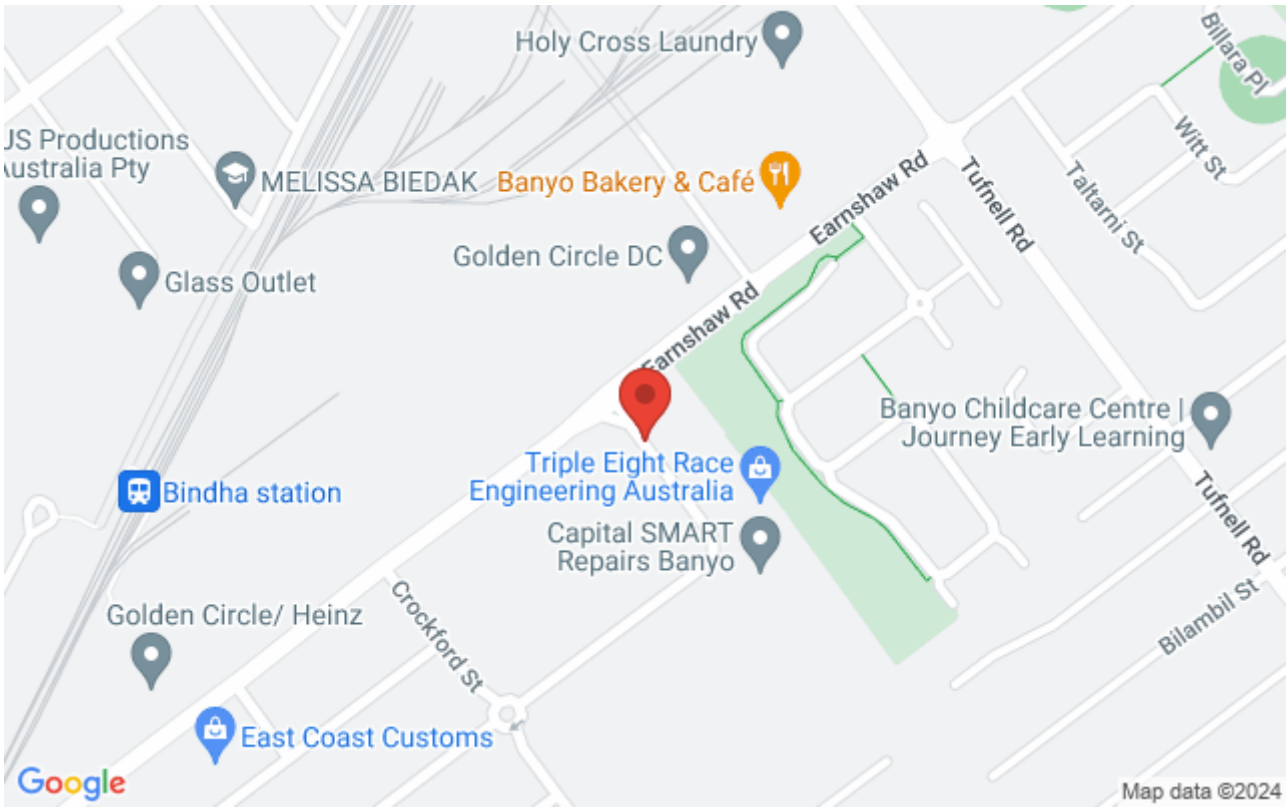 Holy Cross Laundry
Billara Pl
Witt St
JS Productions
Australia Pty
MELISSA BIEDAK
Banyo Bakery & Café
Earnshaw Rd
Tufnell Rd
Taltarni St
Golden Circle DC
Glass Outlet
Earnshaw Rd
Banyo Childcare Centre |
Journey Early Learning
Triple Eight Race
Engineering Australia
Bindha station
Tufnell Rd
Capital SMART
Repairs Banyo
Golden Circle/ Heinz
Crockford St
Bilambil St
East Coast Customs
Google
Map data ©2024